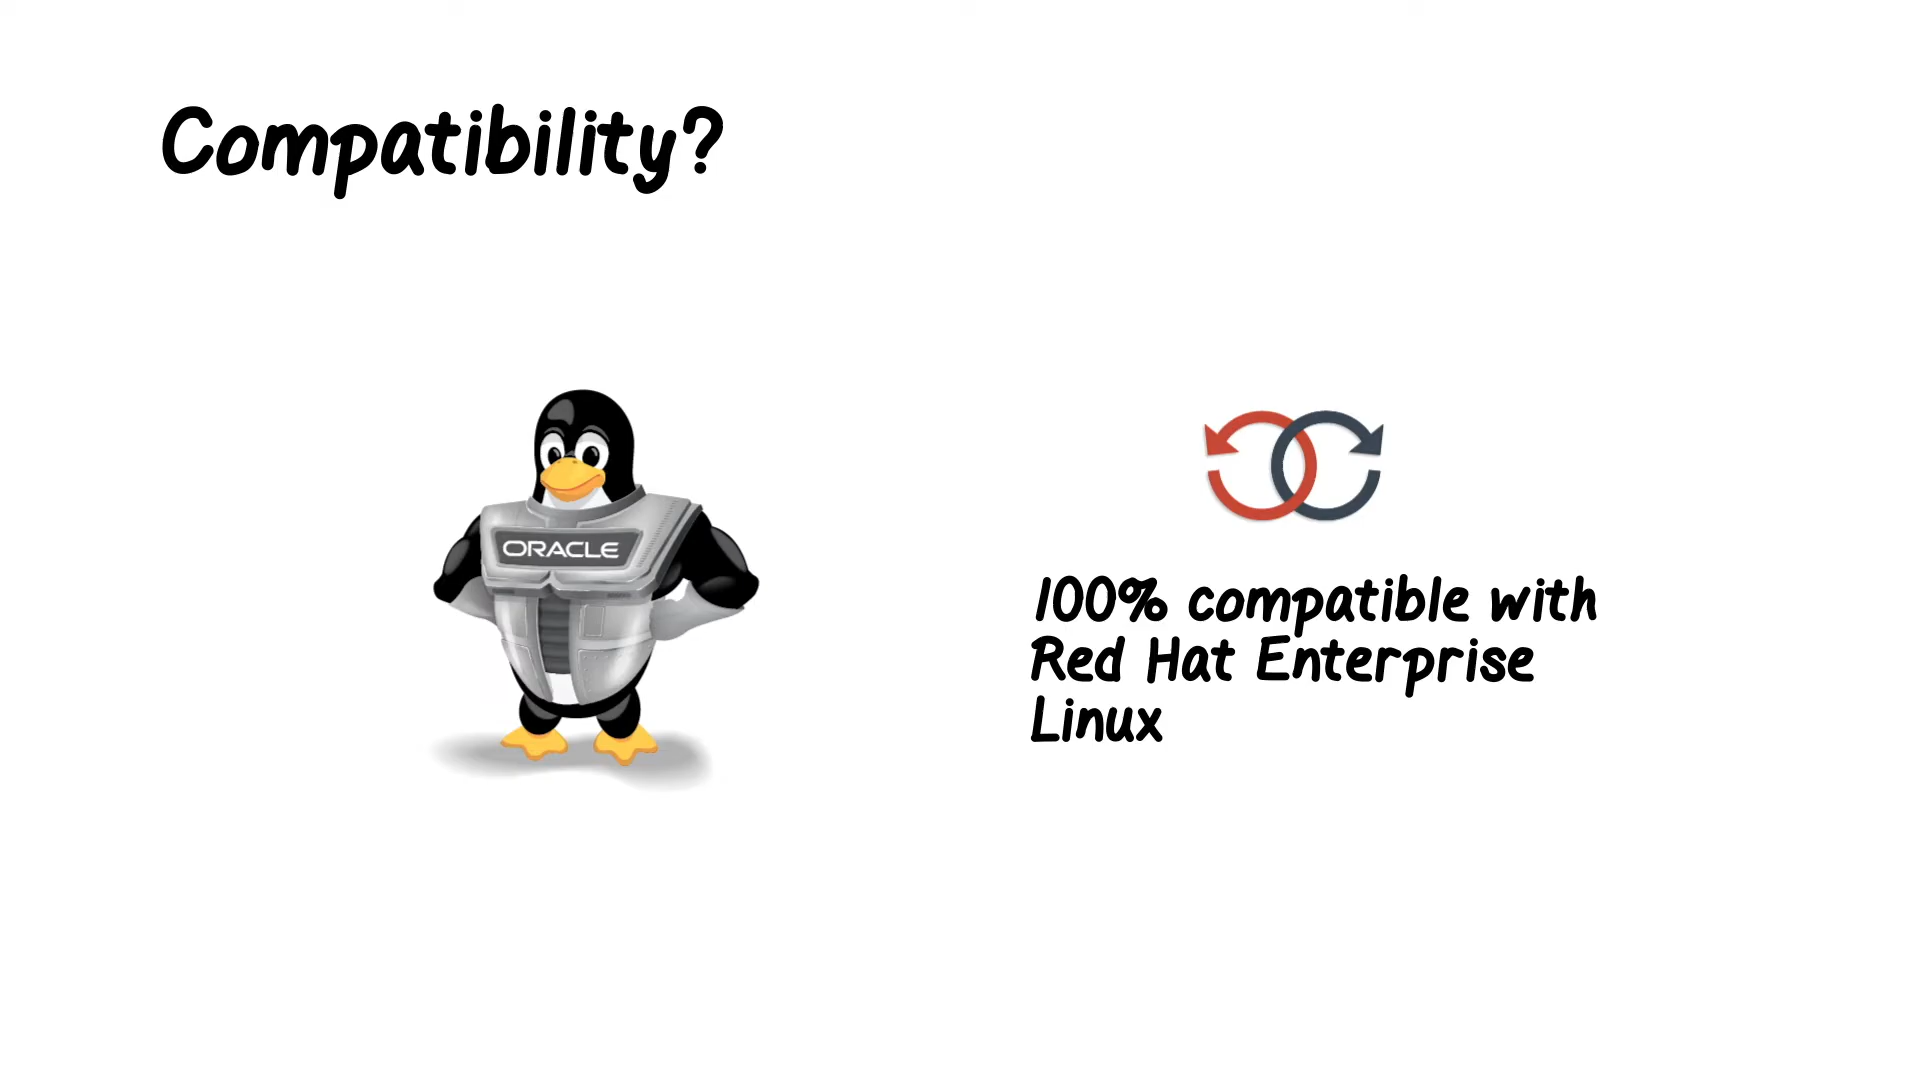 Compatibility?
ORACLE
100% compatible with
Red Hat Enterprise
Linux